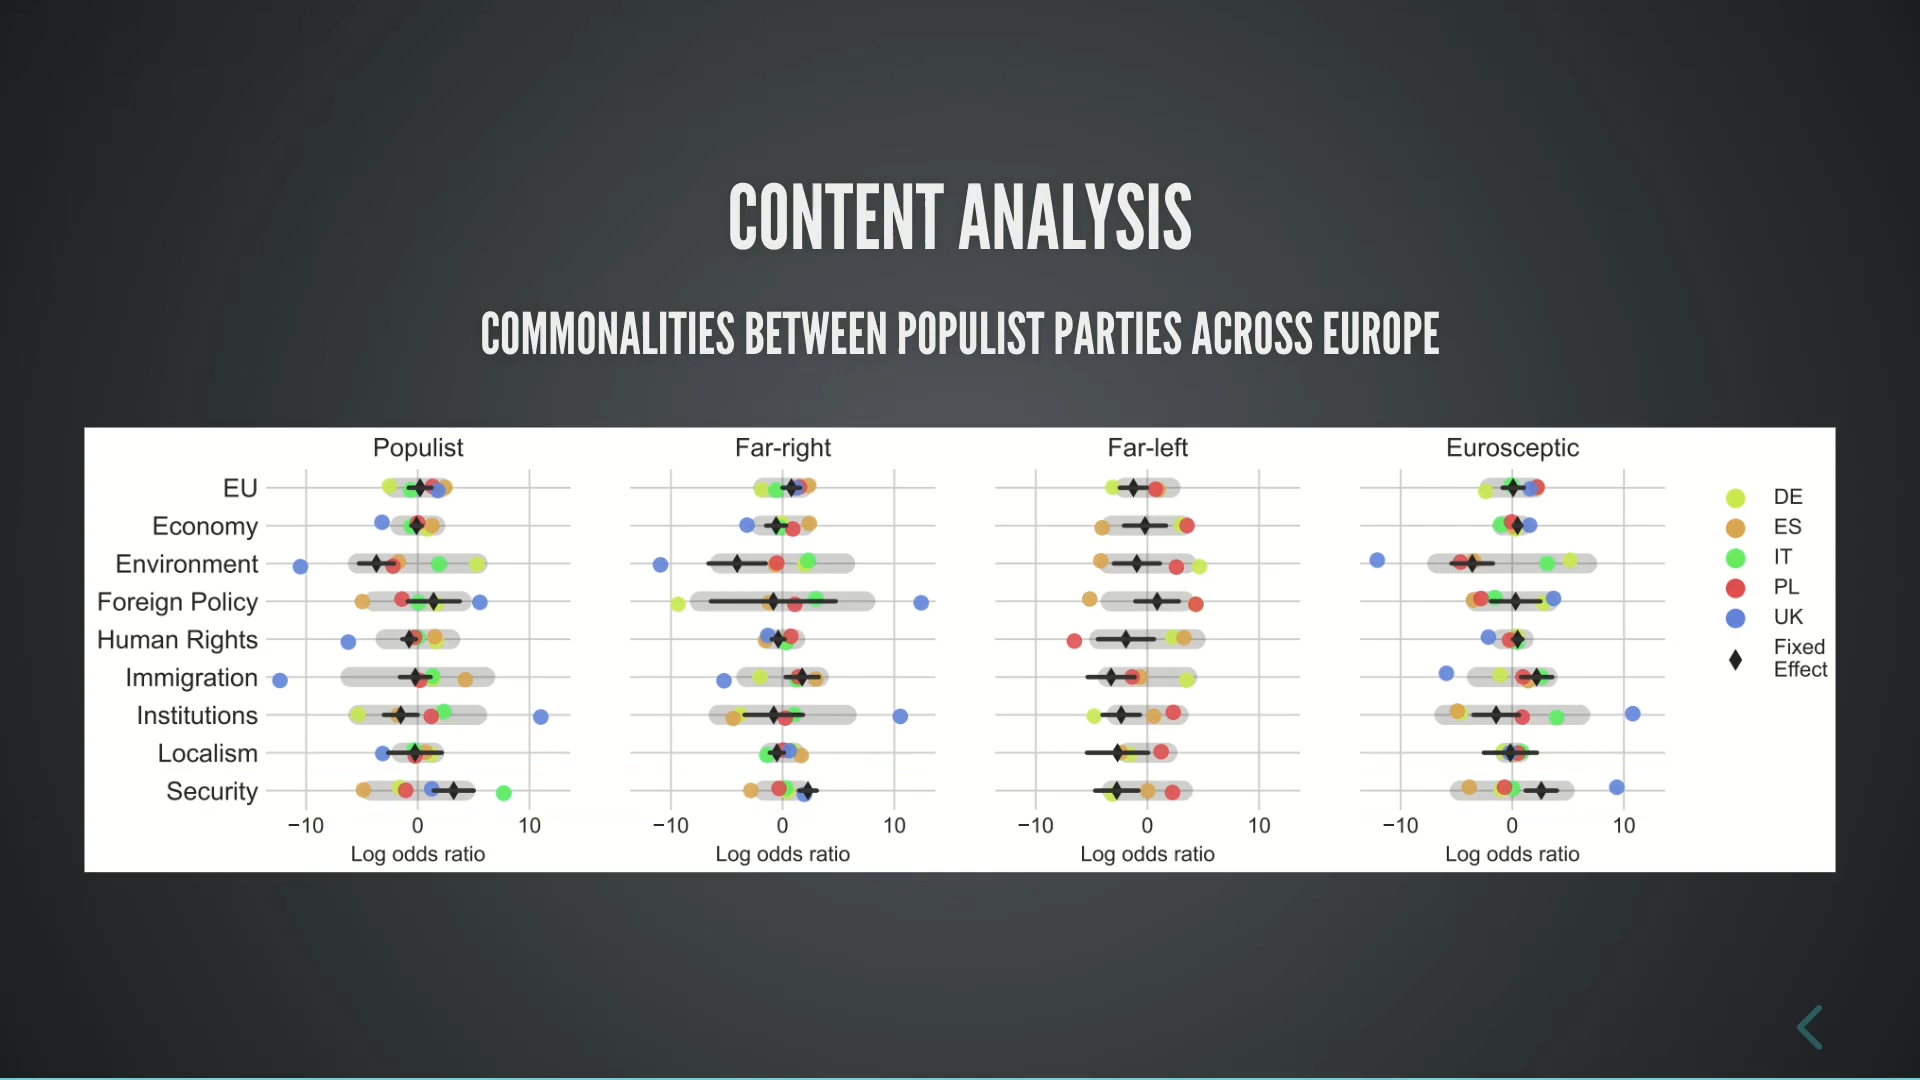 CONTENT ANALYSIS
COMMONALITIES BETWEEN POPULIST PARTIES ACROSS EUROPE
Populist
Far-right
Far-left
Eurosceptic
EU
Economy
Environment
Foreign Policy
Human Rights
Immigration
Institutions
Localism
Security
−10 0 10
−10 0 10
−10 0 10
−10 0 10
Log odds ratio
Log odds ratio
Log odds ratio
Log odds ratio
DE
ES
IT
PL
UK
Fixed
Effect